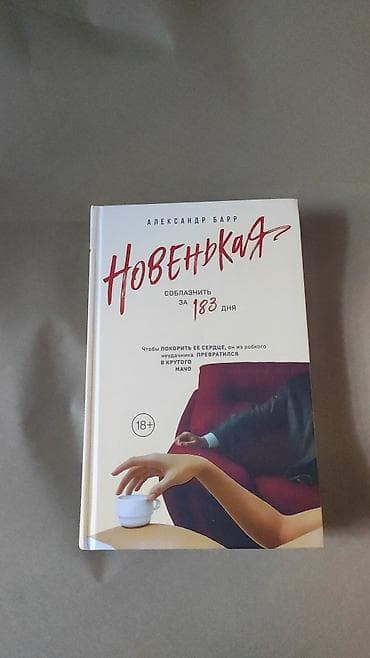 АЛЕКСАНДР БАРР
НОВЕНЬКАЯ
СОБЛАЗНИТЬ
ЗА 183 ДНЯ
Чтобы ПОКОРИТЬ ЕЕ СЕРДЦЕ, он из робкого
неудачника ПРЕВРАТИЛСЯ
В КРУТОГО
МАЧО
18+